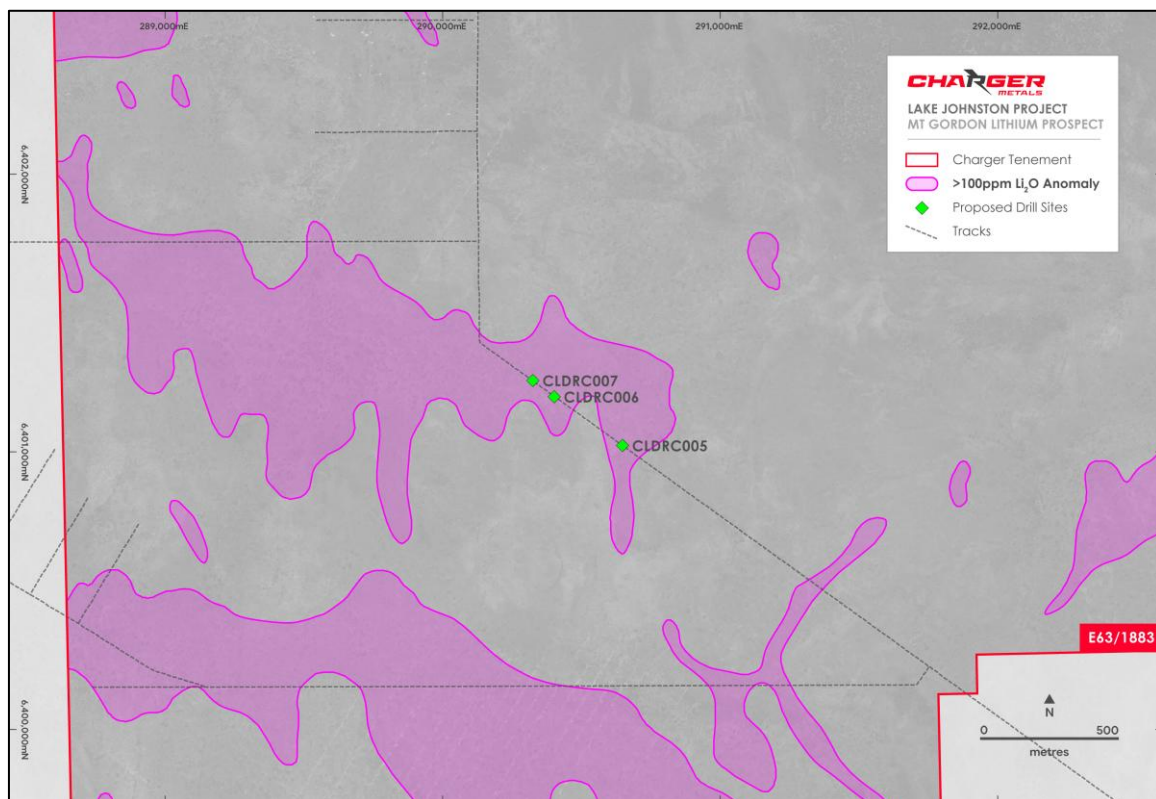 289,000mE
290,000mE
291,000mE
292,000mE
CHARGER
METALS
LAKE JOHNSTON PROJECT
MT GORDON LITHIUM PROSPECT
Charger Tenement
>100ppm Li₂O Anomaly
Proposed Drill Sites
Tracks
6,402,000mN
CLDRC007
CLDRC006
CLDRC005
6,401,000mN
E63/1883
6,400,000mN
N
0 500
metres